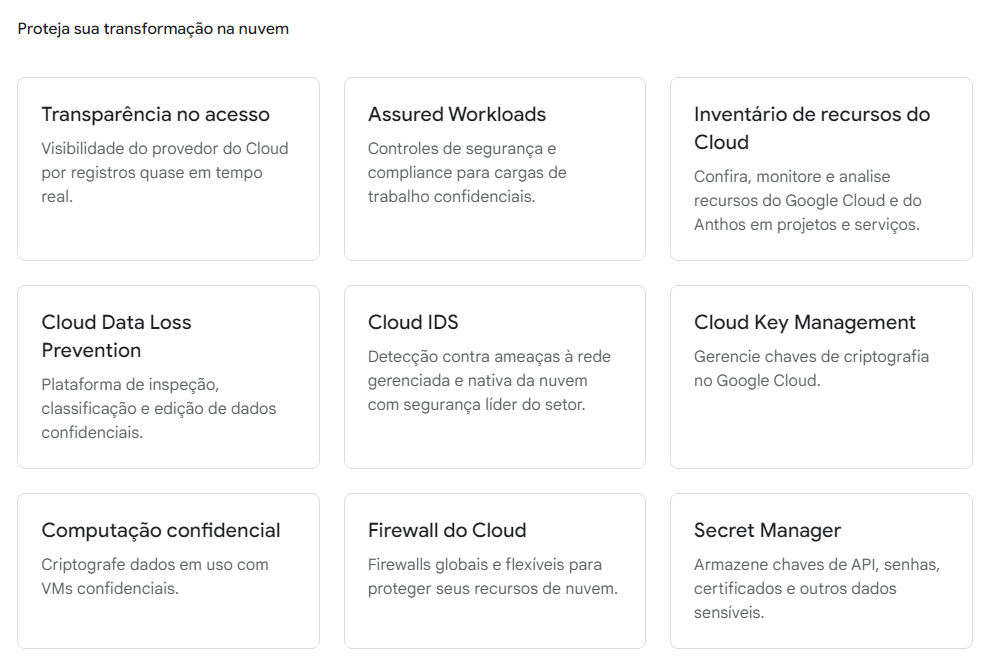 Proteja sua transformação na nuvem
Transparência no acesso
Visibilidade do provedor do Cloud
por registros quase em tempo
real.
Assured Workloads
Controles de segurança e
compliance para cargas de
trabalho confidenciais.
Inventário de recursos do
Cloud
Confira, monitore e analise
recursos do Google Cloud e do
Anthos em projetos e serviços.
Cloud Data Loss
Prevention
Plataforma de inspeção,
classificação e edição de dados
confidenciais.
Cloud IDS
Detecção contra ameaças à rede
gerenciada e nativa da nuvem
com segurança líder do setor.
Cloud Key Management
Gerencie chaves de criptografia
no Google Cloud.
Computação confidencial
Criptografe dados em uso com
VMs confidenciais.
Firewall do Cloud
Firewalls globais e flexíveis para
proteger seus recursos de nuvem.
Secret Manager
Armazene chaves de API, senhas,
certificados e outros dados
sensíveis.